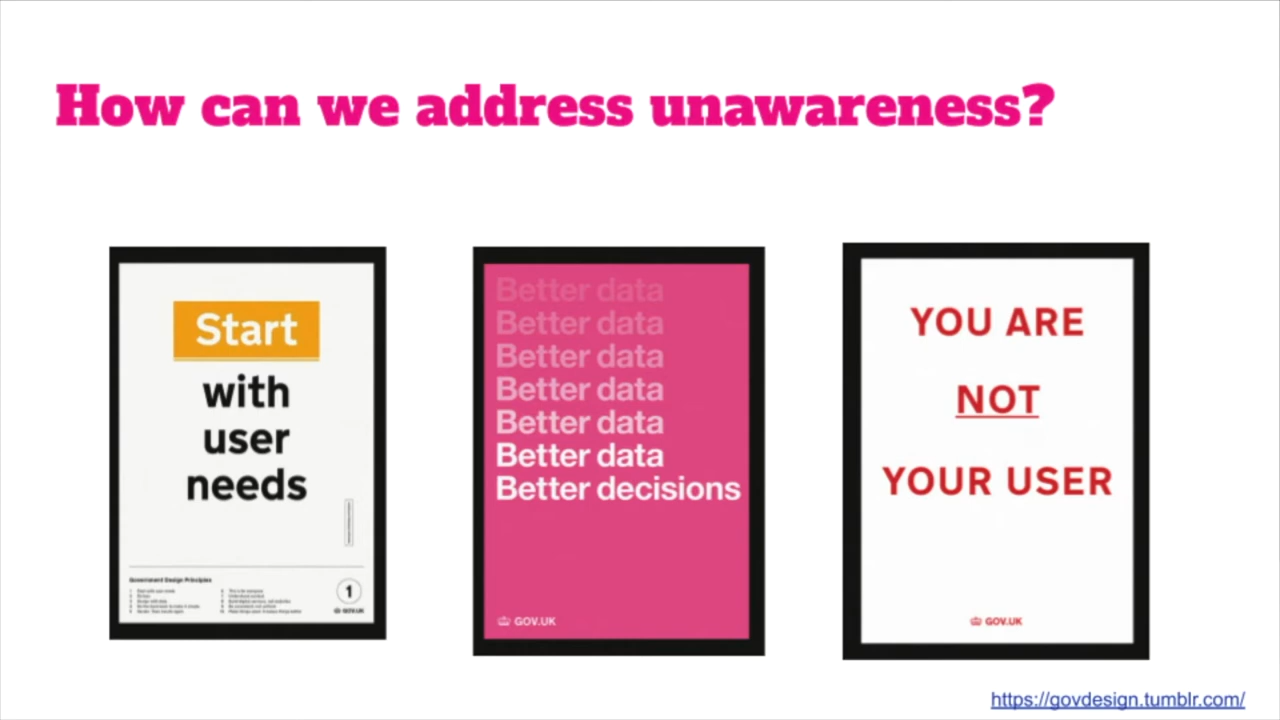 How can we address unawareness?
Start
with
user
needs
Government Design Principles
1
GOV.UK
Better data
Better data
Better data
Better data
Better data
Better data
Better decisions
GOV.UK
YOU ARE
NOT
YOUR USER
GOV.UK
https://govdesign.tumblr.com/